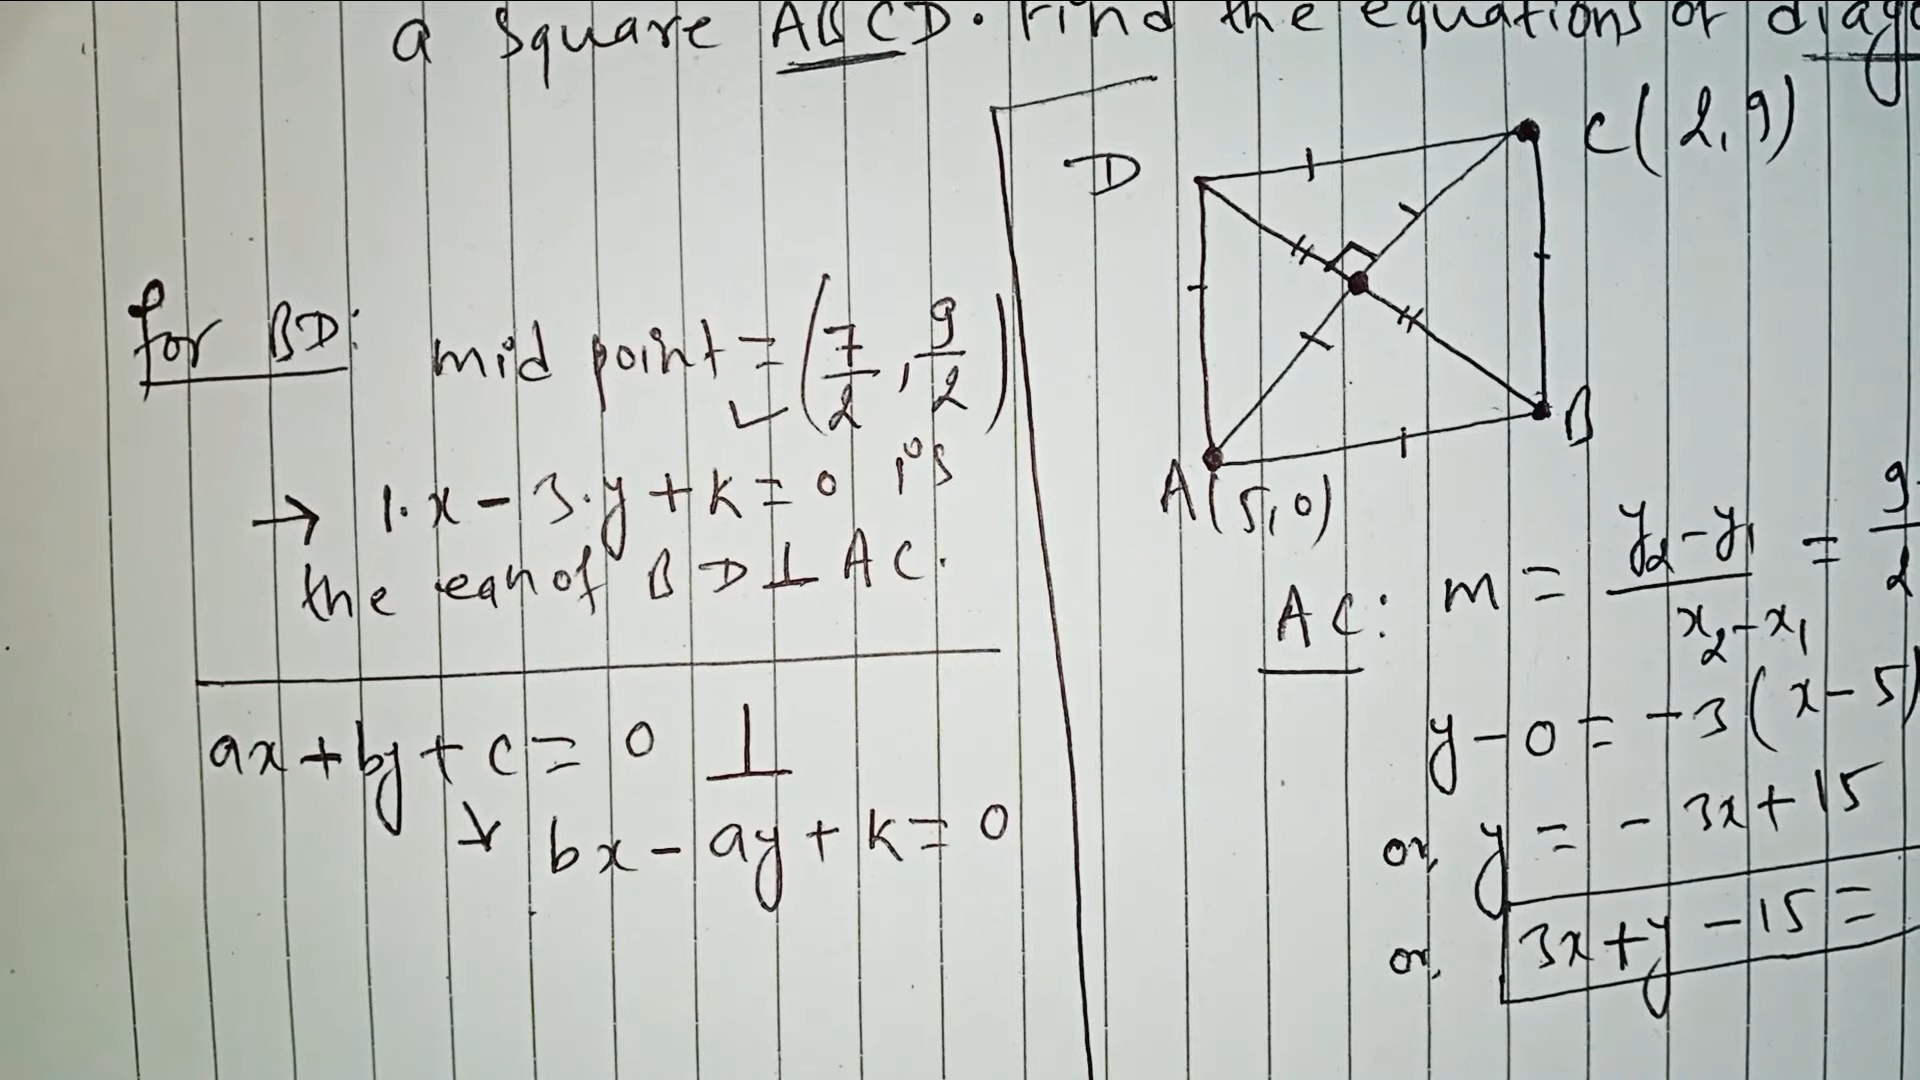 a square ABCD. Find the equations of
D
C(2,9)
B
A(5,0)
for BD: mid point = (7/2, 9/2)
→ 1.x - 3.y + k = 0 is
the eqn of BD ⊥ AC.
ax + by + c = 0 ⊥
↘ bx - ay + k = 0
AC: m = (y₂-y₁)/(x₂-x₁) =
y - 0 = -3(x-5)
or, y = -3x + 15
or, 3x + y - 15 =